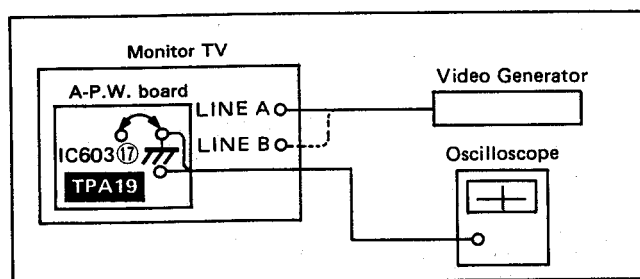 Monitor TV
A-P.W. board
LINE A
Video Generator
LINE B
IC603⑰
TPA19
Oscilloscope